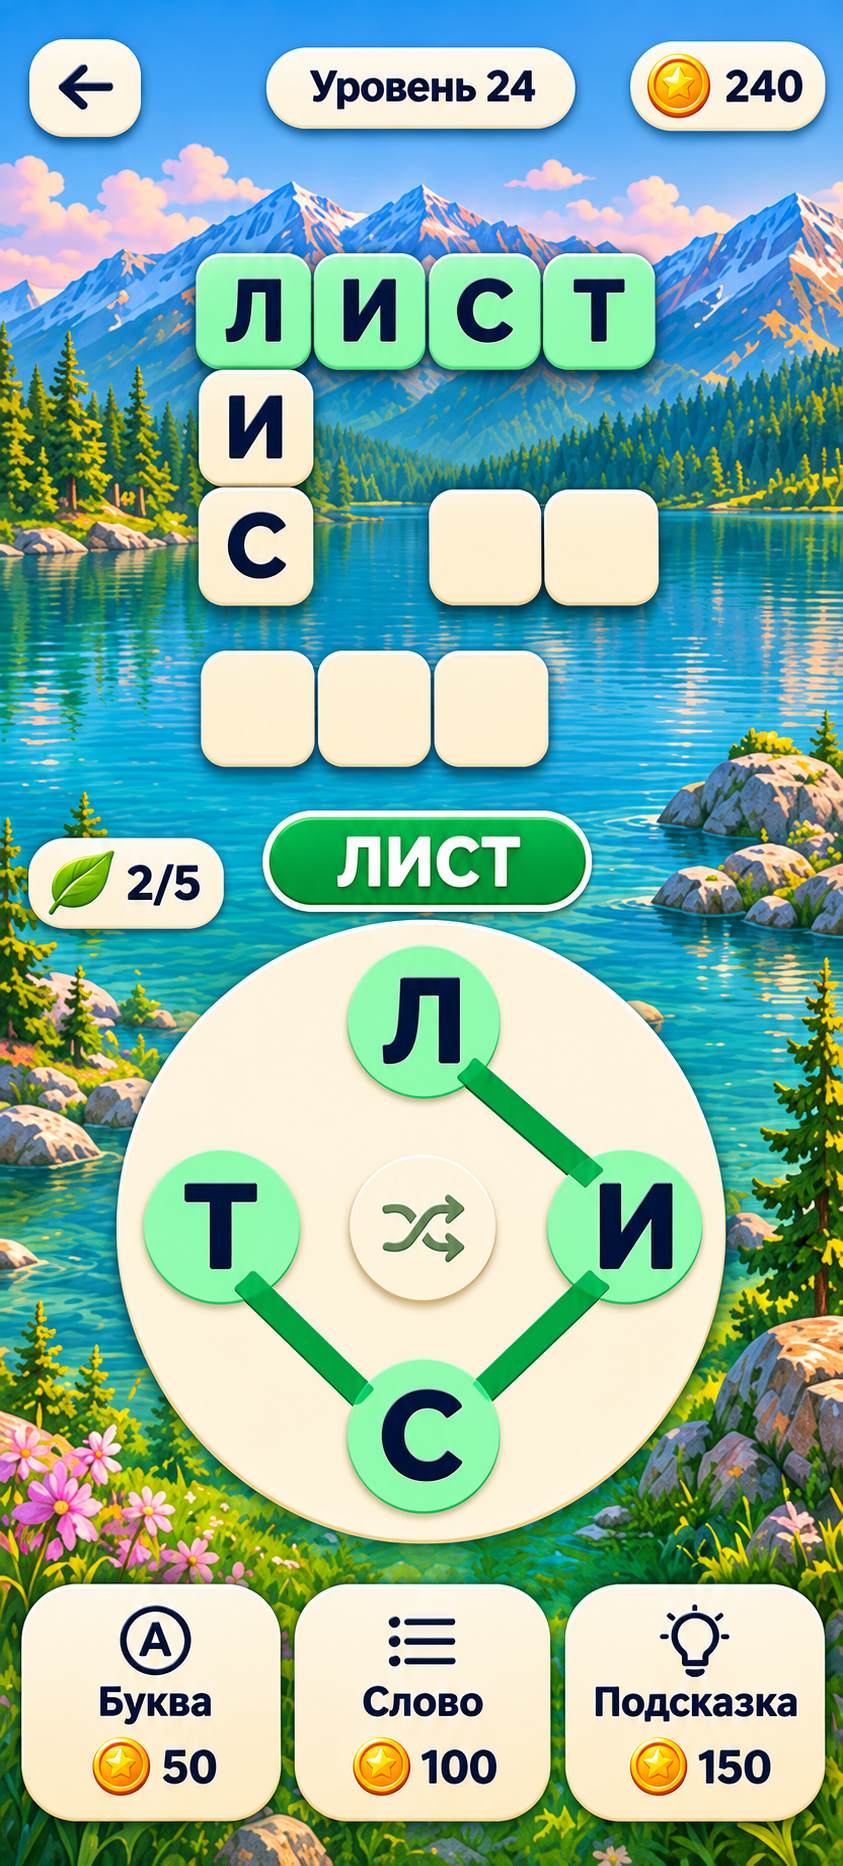 Уровень 24
240
ЛИСТ
И
С
ЛИСТ
2/5
Л
Т
И
С
A
Буква
Слово
Подсказка
50
100
150